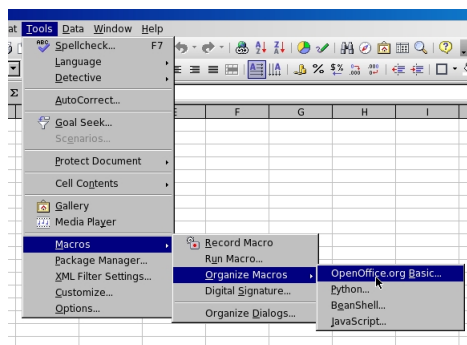 at Tools Data Window Help
Spellcheck... F7
Language
Detective
AutoCorrect...
Goal Seek...
Scenarios...
Protect Document
Cell Contents
Gallery
Media Player
Macros
Package Manager...
XML Filter Settings...
Customize...
Options...
Record Macro
Run Macro...
Organize Macros
Digital Signature...
Organize Dialogs...
OpenOffice.org Basic...
Python...
BeanShell...
JavaScript...
Σ
E F G H I